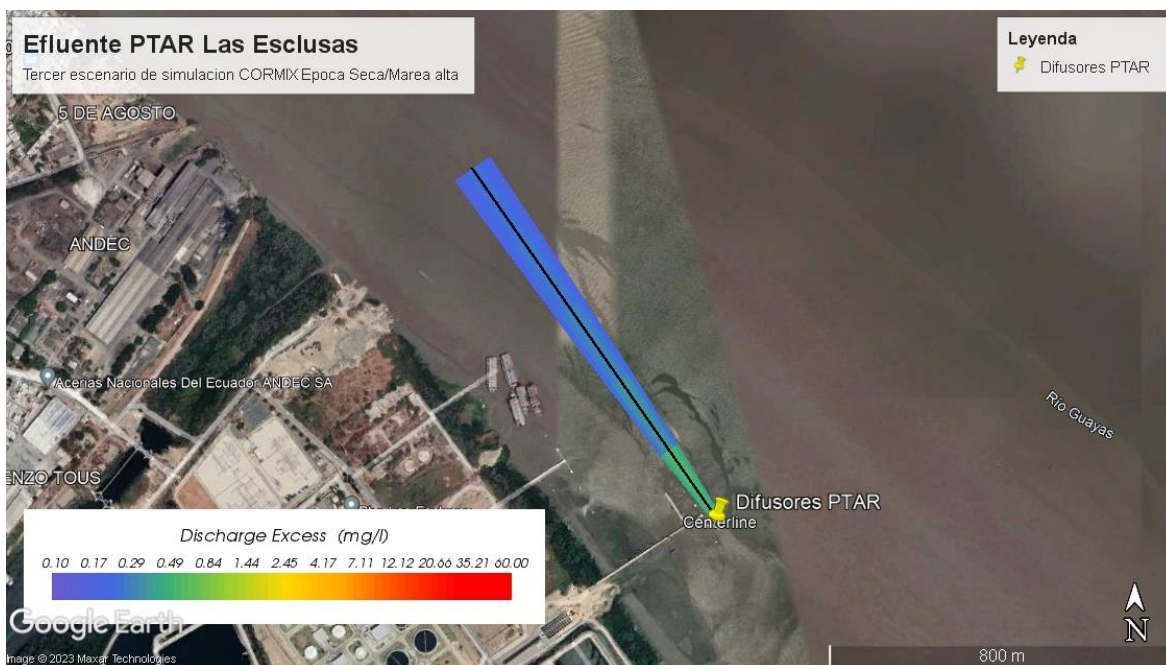 Efluente PTAR Las Esclusas
Tercer escenario de simulacion CORMIX Epoca Seca/Marea alta
Leyenda
Difusores PTAR
5 DE AGOSTO
ANDEC
Acerias Nacionales Del Ecuador ANDEC SA
Rio Guayas
ENZO TOUS
Difusores PTAR
Centerline
Discharge Excess (mg/l)
0.10 0.17 0.29 0.49 0.84 1.44 2.45 4.17 7.11 12.12 20.66 35.21 60.00
Google Earth
Image © 2023 Maxar Technologies
N
800 m